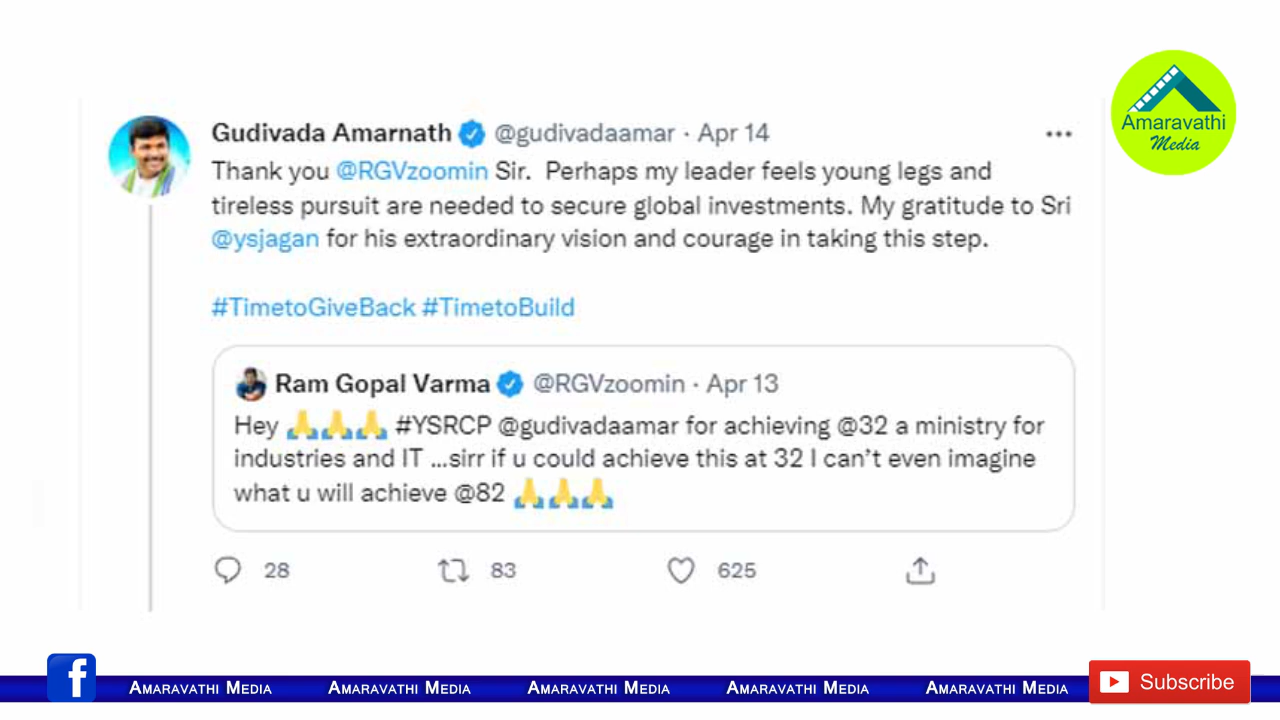 Gudivada Amarnath @gudivadaamar · Apr 14
Thank you @RGVzoomin Sir. Perhaps my leader feels young legs and
tireless pursuit are needed to secure global investments. My gratitude to Sri
@ysjagan for his extraordinary vision and courage in taking this step.
#TimetoGiveBack #TimetoBuild
Ram Gopal Varma @RGVzoomin · Apr 13
Hey 🙏🙏🙏 #YSRCP @gudivadaamar for achieving @32 a ministry for
industries and IT ...sirr if u could achieve this at 32 I can't even imagine
what u will achieve @82 🙏🙏🙏
28 83 625
Amaravathi
Media
f Amaravathi Media Amaravathi Media Amaravathi Media Amaravathi Media Amaravathi Media Subscribe